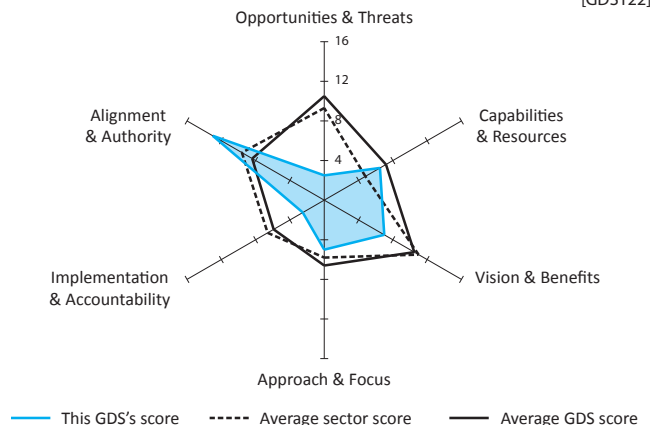 [GDS122]
Opportunities & Threats
16
12
8
4
Alignment
& Authority
Capabilities
& Resources
Implementation
& Accountability
Vision & Benefits
Approach & Focus
This GDS's score
Average sector score
Average GDS score